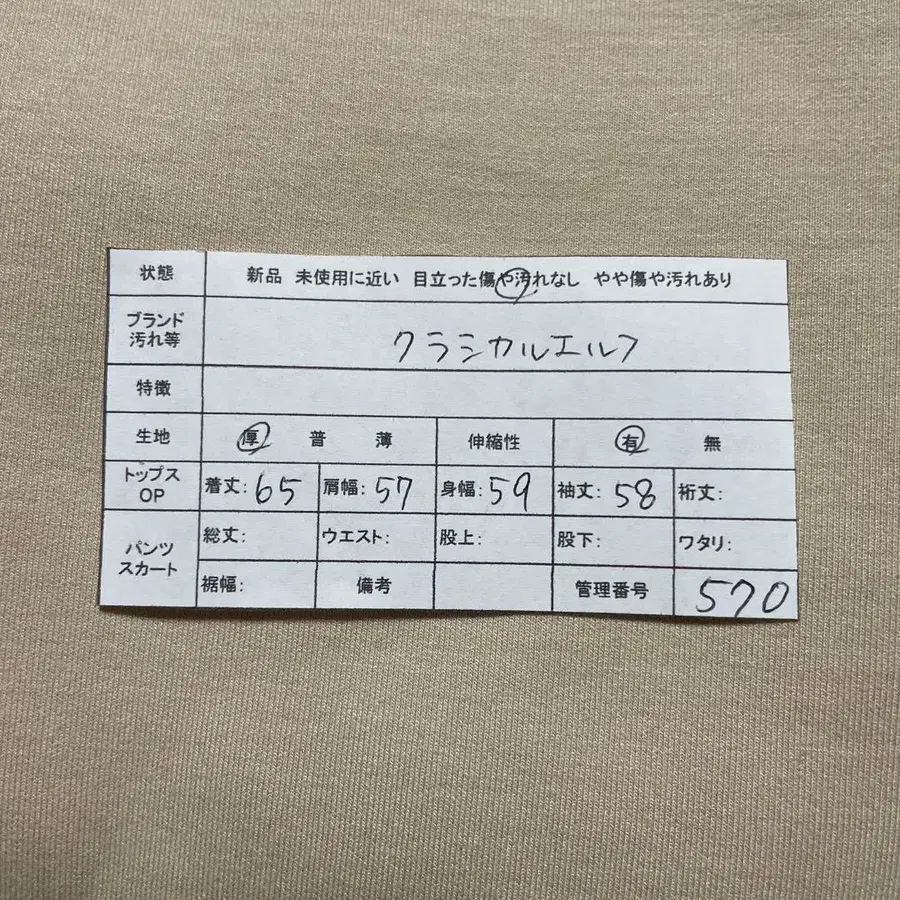 状態 新品 未使用に近い 目立った傷や汚れなし やや傷や汚れあり
ブランド
汚れ等
クラシカルエルフ
特徴
生地 厚 普 薄 伸縮性 有 無
トップス
OP
着丈: 65 肩幅: 57 身幅: 59 袖丈: 58 裄丈:
パンツ
スカート
総丈: ウエスト: 股上: 股下: ワタリ:
裾幅: 備考 管理番号 570